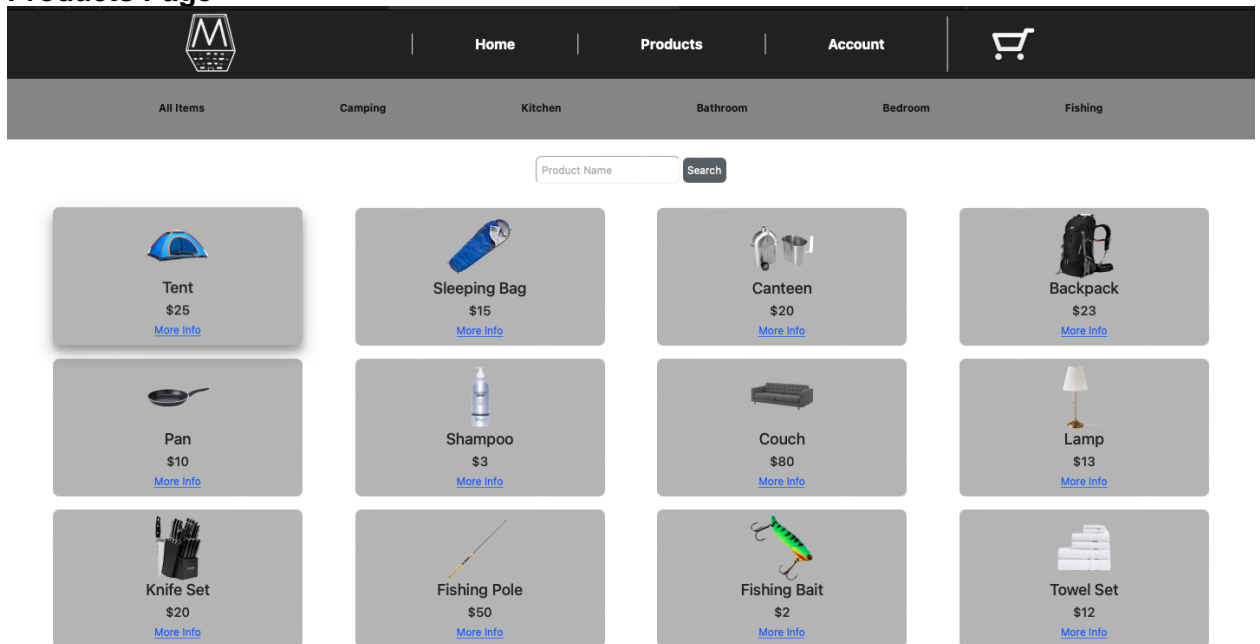 Products Page
M
Home Products Account
All Items Camping Kitchen Bathroom Bedroom Fishing
Product Name Search
Tent Sleeping Bag Canteen Backpack
$25 $15 $20 $23
More Info More Info More Info More Info
Pan Shampoo Couch Lamp
$10 $3 $80 $13
More Info More Info More Info More Info
Knife Set Fishing Pole Fishing Bait Towel Set
$20 $50 $2 $12
More Info More Info More Info More Info